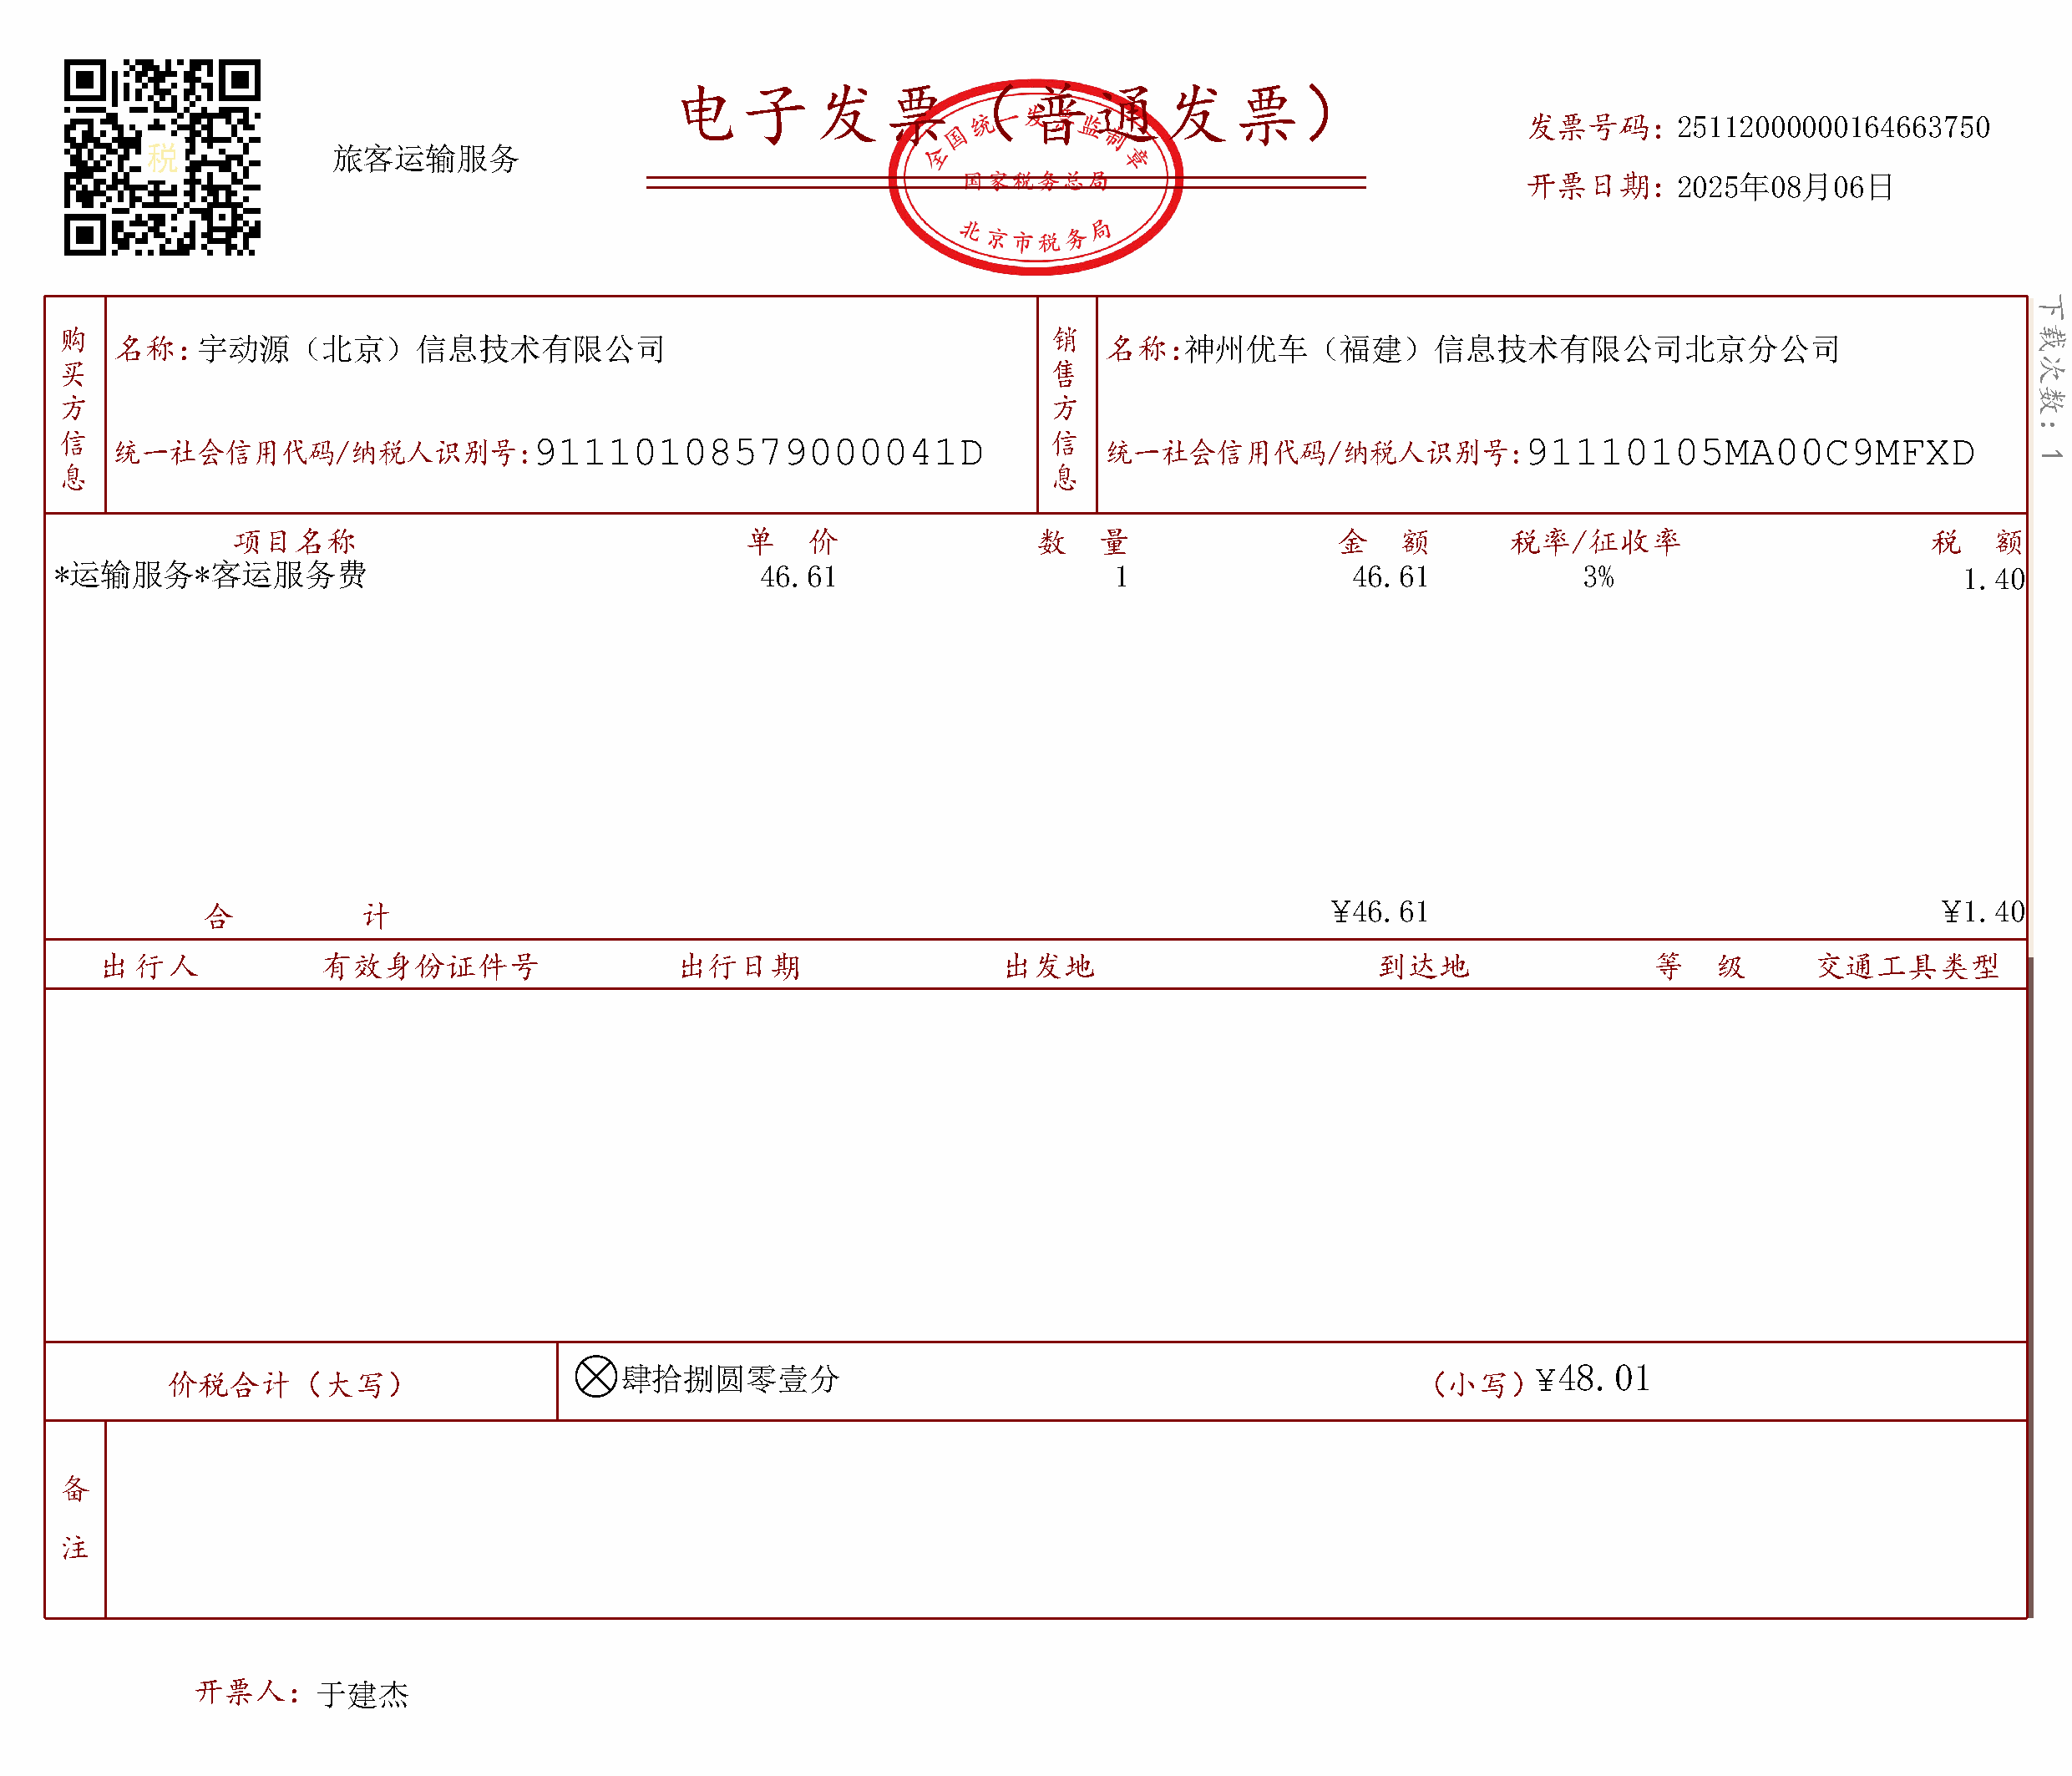 电子发票（普通发票）
全国统一发票监制章
国家税务总局
北京市税务局
税
旅客运输服务
发票号码：25112000000164663750
开票日期：2025年08月06日
下载次数：1
购买方信息
名称：宇动源（北京）信息技术有限公司
统一社会信用代码/纳税人识别号：91110108579000041D
销售方信息
名称：神州优车（福建）信息技术有限公司北京分公司
统一社会信用代码/纳税人识别号：91110105MA00C9MFXD
项目名称 单 价 数 量 金 额 税率/征收率 税 额
*运输服务*客运服务费 46.61 1 46.61 3% 1.40
合 计 ¥46.61 ¥1.40
出行人 有效身份证件号 出行日期 出发地 到达地 等 级 交通工具类型
价税合计（大写） 肆拾捌圆零壹分 （小写）¥48.01
备注
开票人：于建杰